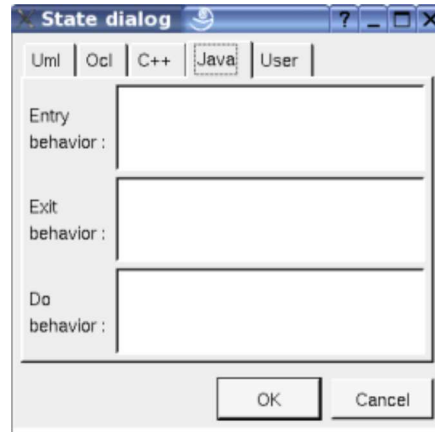 State dialog ?
Uml Ocl C++ Java User
Entry
behavior :
Exit
behavior :
Do
behavior :
OK Cancel